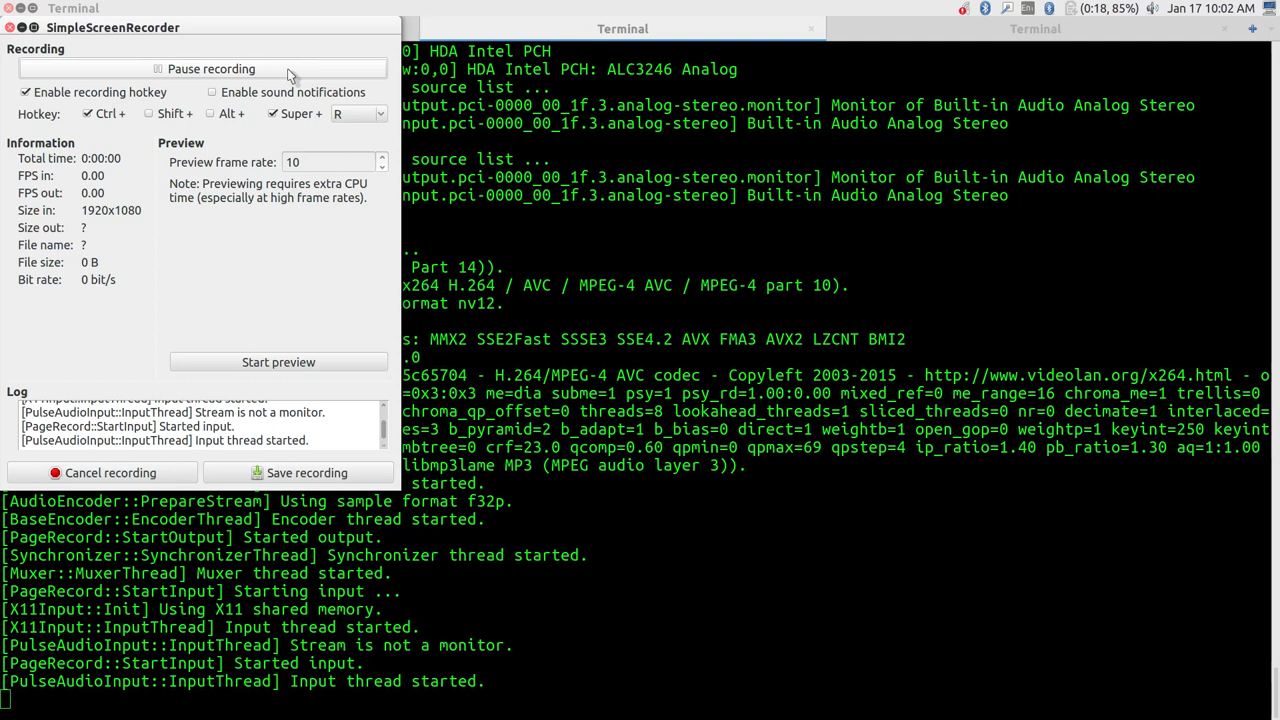 Terminal
En
(0:18, 85%)
Jan 17 10:02 AM
SimpleScreenRecorder
Recording
Pause recording
Enable recording hotkey
Enable sound notifications
Hotkey:
Ctrl +
Shift +
Alt +
Super +
R
Information
Total time: 0:00:00
FPS in: 0.00
FPS out: 0.00
Size in: 1920x1080
Size out: ?
File name: ?
File size: 0 B
Bit rate: 0 bit/s
Preview
Preview frame rate: 10
Note: Previewing requires extra CPU
time (especially at high frame rates).
Start preview
Log
[PulseAudioInput::InputThread] Stream is not a monitor.
[PageRecord::StartInput] Started input.
[PulseAudioInput::InputThread] Input thread started.
Cancel recording
Save recording
Terminal
Terminal
0] HDA Intel PCH
w:0,0] HDA Intel PCH: ALC3246 Analog
source list ...
utput.pci-0000_00_1f.3.analog-stereo.monitor] Monitor of Built-in Audio Analog Stereo
nput.pci-0000_00_1f.3.analog-stereo] Built-in Audio Analog Stereo
source list ...
utput.pci-0000_00_1f.3.analog-stereo.monitor] Monitor of Built-in Audio Analog Stereo
nput.pci-0000_00_1f.3.analog-stereo] Built-in Audio Analog Stereo
..
Part 14)).
x264 H.264 / AVC / MPEG-4 AVC / MPEG-4 part 10).
ormat nv12.
s: MMX2 SSE2Fast SSSE3 SSE4.2 AVX FMA3 AVX2 LZCNT BMI2
.0
5c65704 - H.264/MPEG-4 AVC codec - Copyleft 2003-2015 - http://www.videolan.org/x264.html - o
=0x3:0x3 me=dia subme=1 psy=1 psy_rd=1.00:0.00 mixed_ref=0 me_range=16 chroma_me=1 trellis=0
chroma_qp_offset=0 threads=8 lookahead_threads=1 sliced_threads=0 nr=0 decimate=1 interlaced=
es=3 b_pyramid=2 b_adapt=1 b_bias=0 direct=1 weightb=1 open_gop=0 weightp=1 keyint=250 keyint
mbtree=0 crf=23.0 qcomp=0.60 qpmin=0 qpmax=69 qpstep=4 ip_ratio=1.40 pb_ratio=1.30 aq=1:1.00
libmp3lame MP3 (MPEG audio layer 3)).
started.
[AudioEncoder::PrepareStream] Using sample format f32p.
[BaseEncoder::EncoderThread] Encoder thread started.
[PageRecord::StartOutput] Started output.
[Synchronizer::SynchronizerThread] Synchronizer thread started.
[Muxer::MuxerThread] Muxer thread started.
[PageRecord::StartInput] Starting input ...
[X11Input::Init] Using X11 shared memory.
[X11Input::InputThread] Input thread started.
[PulseAudioInput::InputThread] Stream is not a monitor.
[PageRecord::StartInput] Started input.
[PulseAudioInput::InputThread] Input thread started.